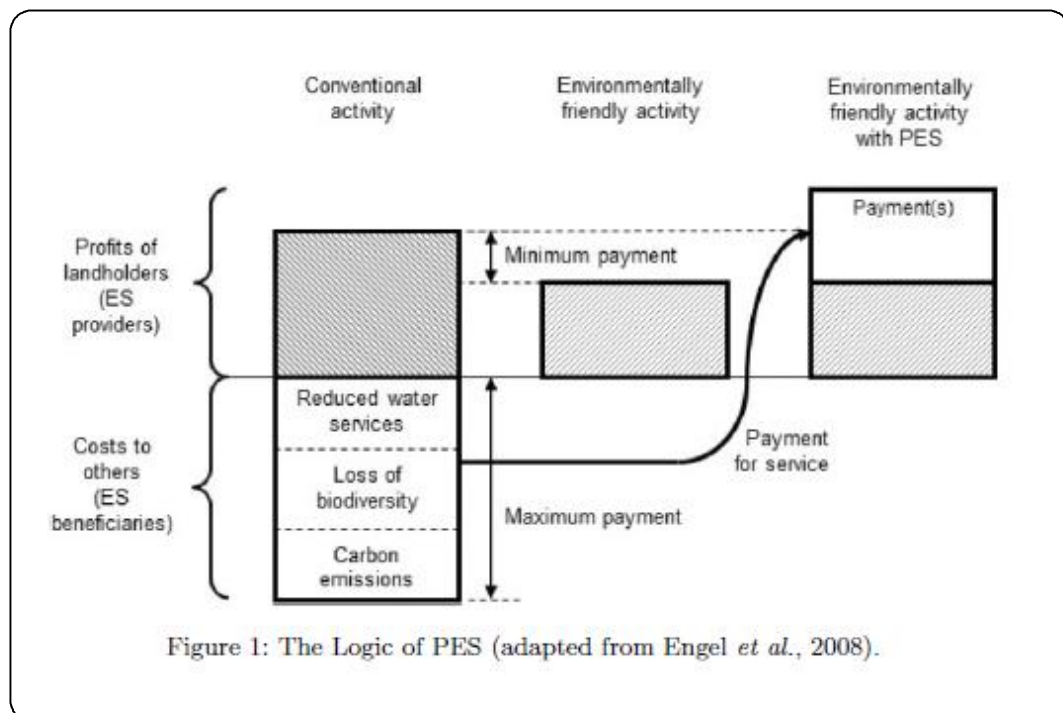 Conventional
activity
Environmentally
friendly activity
Environmentally
friendly activity
with PES
Profits of
landholders
(ES
providers)
Minimum payment
Payment(s)
Costs to
others
(ES
beneficiaries)
Reduced water
services
Loss of
biodiversity
Carbon
emissions
Maximum payment
Payment
for service
Figure 1: The Logic of PES (adapted from Engel et al., 2008).